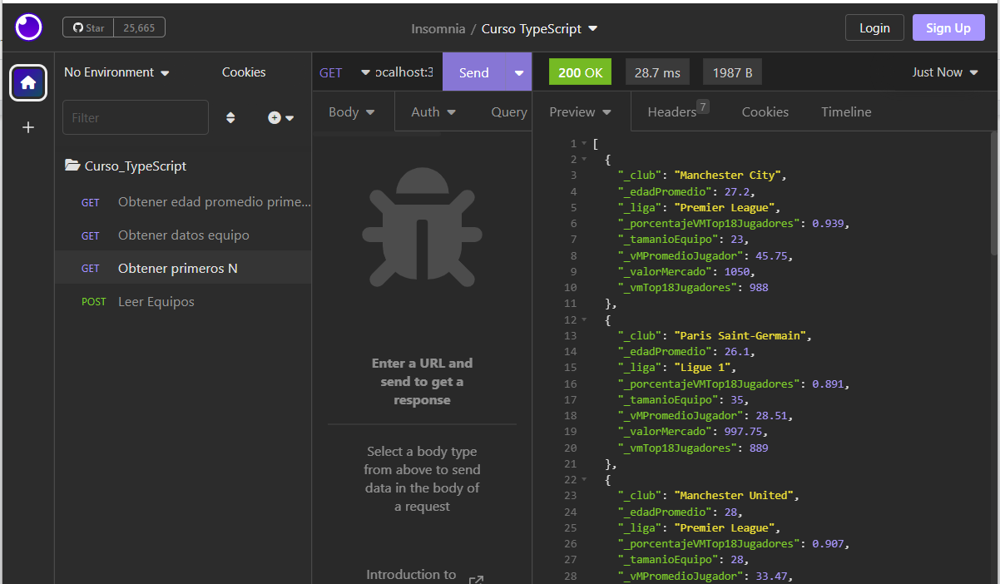 Star 25,665
Insomnia / Curso TypeScript
Login
Sign Up
No Environment
Cookies
Filter
Curso_TypeScript
GET Obtener edad promedio prime...
GET Obtener datos equipo
GET Obtener primeros N
POST Leer Equipos
GET
ocalhost:3
Send
Body
Auth
Query
Enter a URL and
send to get a
response
Select a body type
from above to send
data in the body of
a request
Introduction to
200 OK
28.7 ms
1987 B
Just Now
Preview
Headers 7
Cookies
Timeline
1 [
2 {
3 "_club": "Manchester City",
4 "_edadPromedio": 27.2,
5 "_liga": "Premier League",
6 "_porcentajeVMTop18Jugadores": 0.939,
7 "_tamanioEquipo": 23,
8 "_vMPromedioJugador": 45.75,
9 "_valorMercado": 1050,
10 "_vmTop18Jugadores": 988
11 },
12 {
13 "_club": "Paris Saint-Germain",
14 "_edadPromedio": 26.1,
15 "_liga": "Ligue 1",
16 "_porcentajeVMTop18Jugadores": 0.891,
17 "_tamanioEquipo": 35,
18 "_vMPromedioJugador": 28.51,
19 "_valorMercado": 997.75,
20 "_vmTop18Jugadores": 889
21 },
22 {
23 "_club": "Manchester United",
24 "_edadPromedio": 28,
25 "_liga": "Premier League",
26 "_porcentajeVMTop18Jugadores": 0.907,
27 "_tamanioEquipo": 28,
28 "_vMPromedioJugador": 33.47,